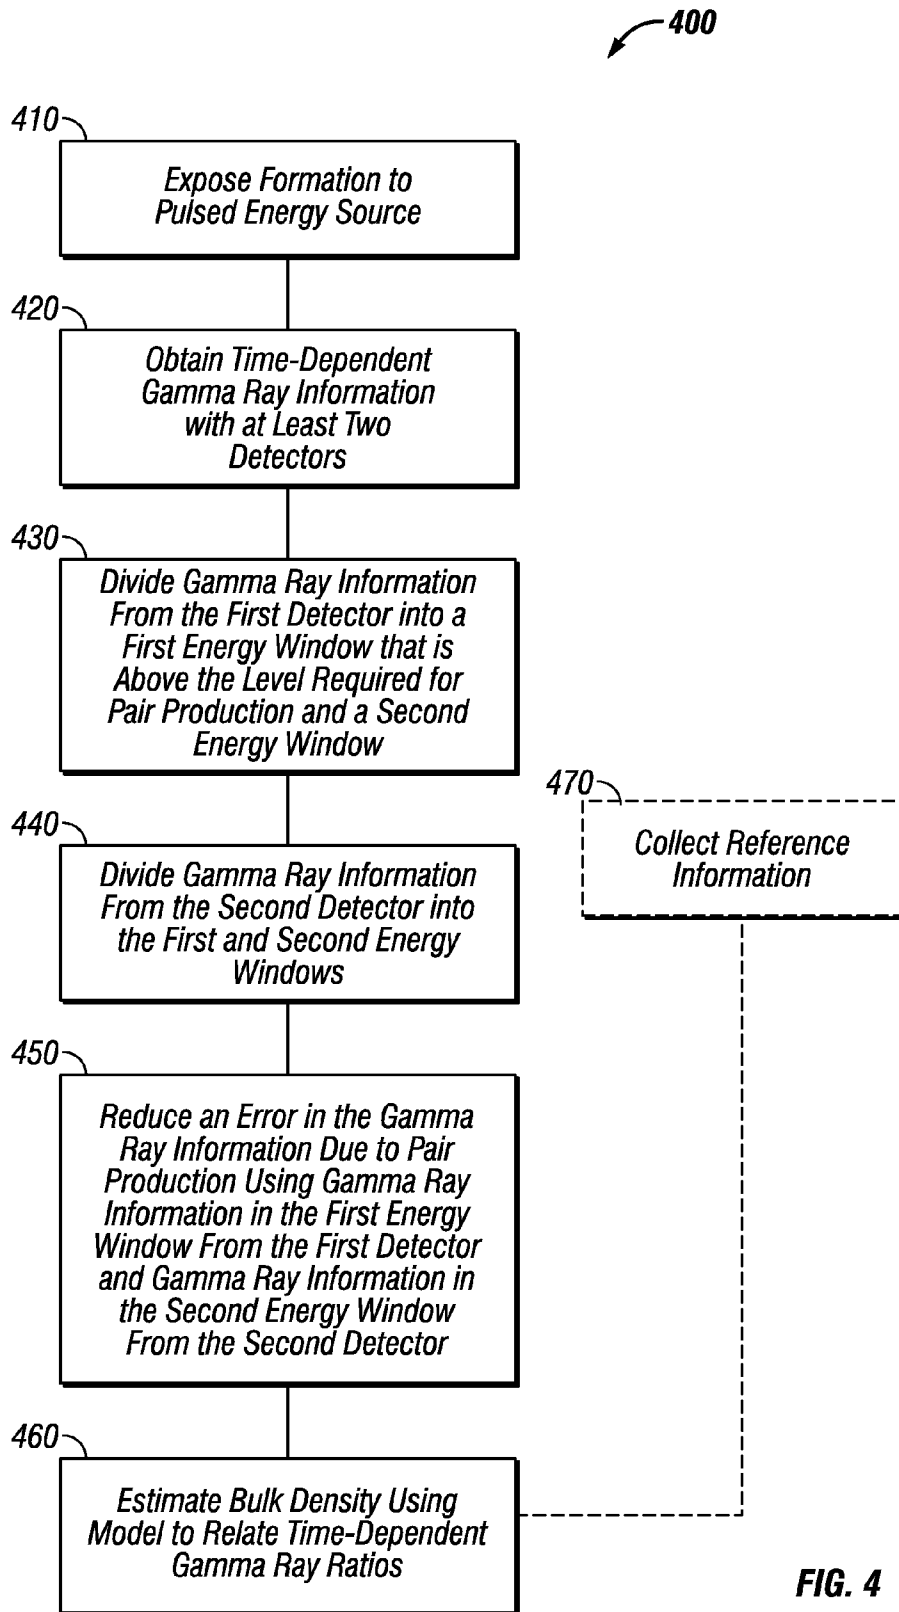 400
410
Expose Formation to
Pulsed Energy Source
420
Obtain Time-Dependent
Gamma Ray Information
with at Least Two
Detectors
430
Divide Gamma Ray Information
From the First Detector into a
First Energy Window that is
Above the Level Required for
Pair Production and a Second
Energy Window
440
Divide Gamma Ray Information
From the Second Detector into
the First and Second Energy
Windows
470
Collect Reference
Information
450
Reduce an Error in the Gamma
Ray Information Due to Pair
Production Using Gamma Ray
Information in the First Energy
Window From the First Detector
and Gamma Ray Information in
the Second Energy Window
From the Second Detector
460
Estimate Bulk Density Using
Model to Relate Time-Dependent
Gamma Ray Ratios
FIG. 4